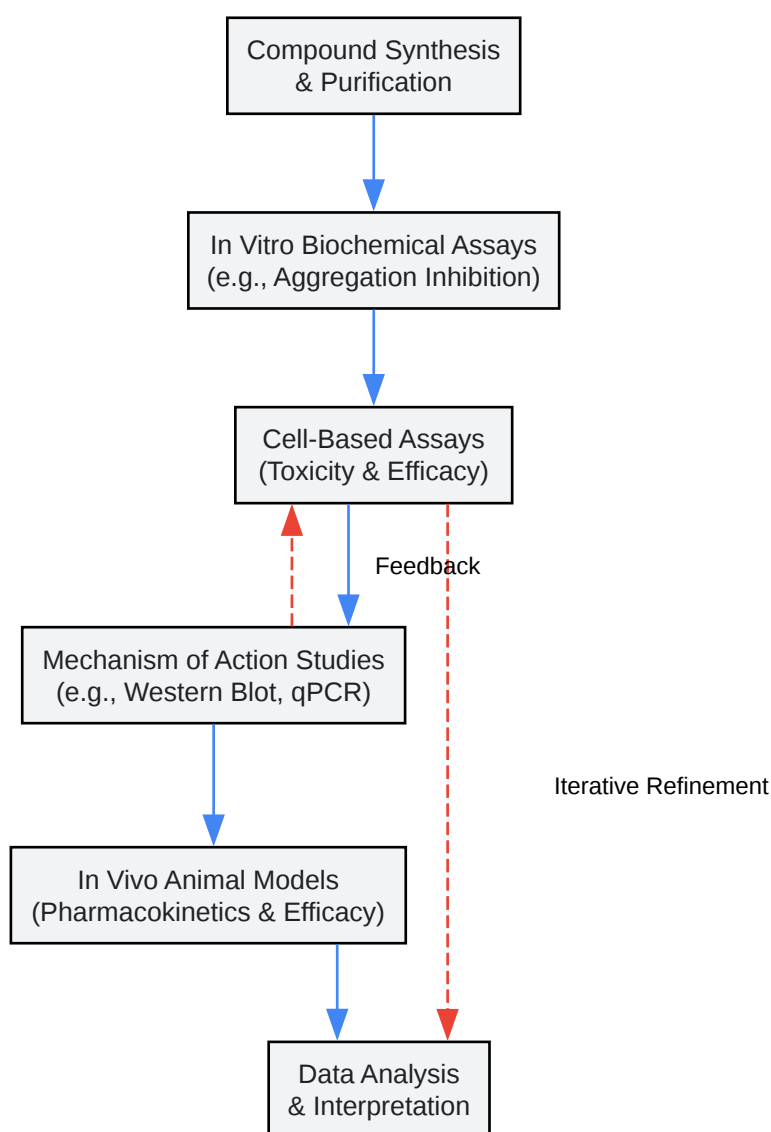 Compound Synthesis
& Purification
In Vitro Biochemical Assays
(e.g., Aggregation Inhibition)
Cell-Based Assays
(Toxicity & Efficacy)
Feedback
Mechanism of Action Studies
(e.g., Western Blot, qPCR)
Iterative Refinement
In Vivo Animal Models
(Pharmacokinetics & Efficacy)
Data Analysis
& Interpretation